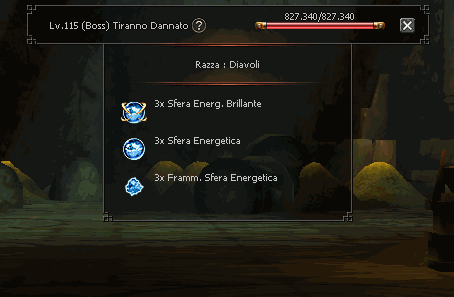 827.340/827.340
Lv.115 (Boss) Tiranno Dannato ?
Razza : Diavoli
3x Sfera Energ. Brillante
3x Sfera Energetica
3x Framm. Sfera Energetica